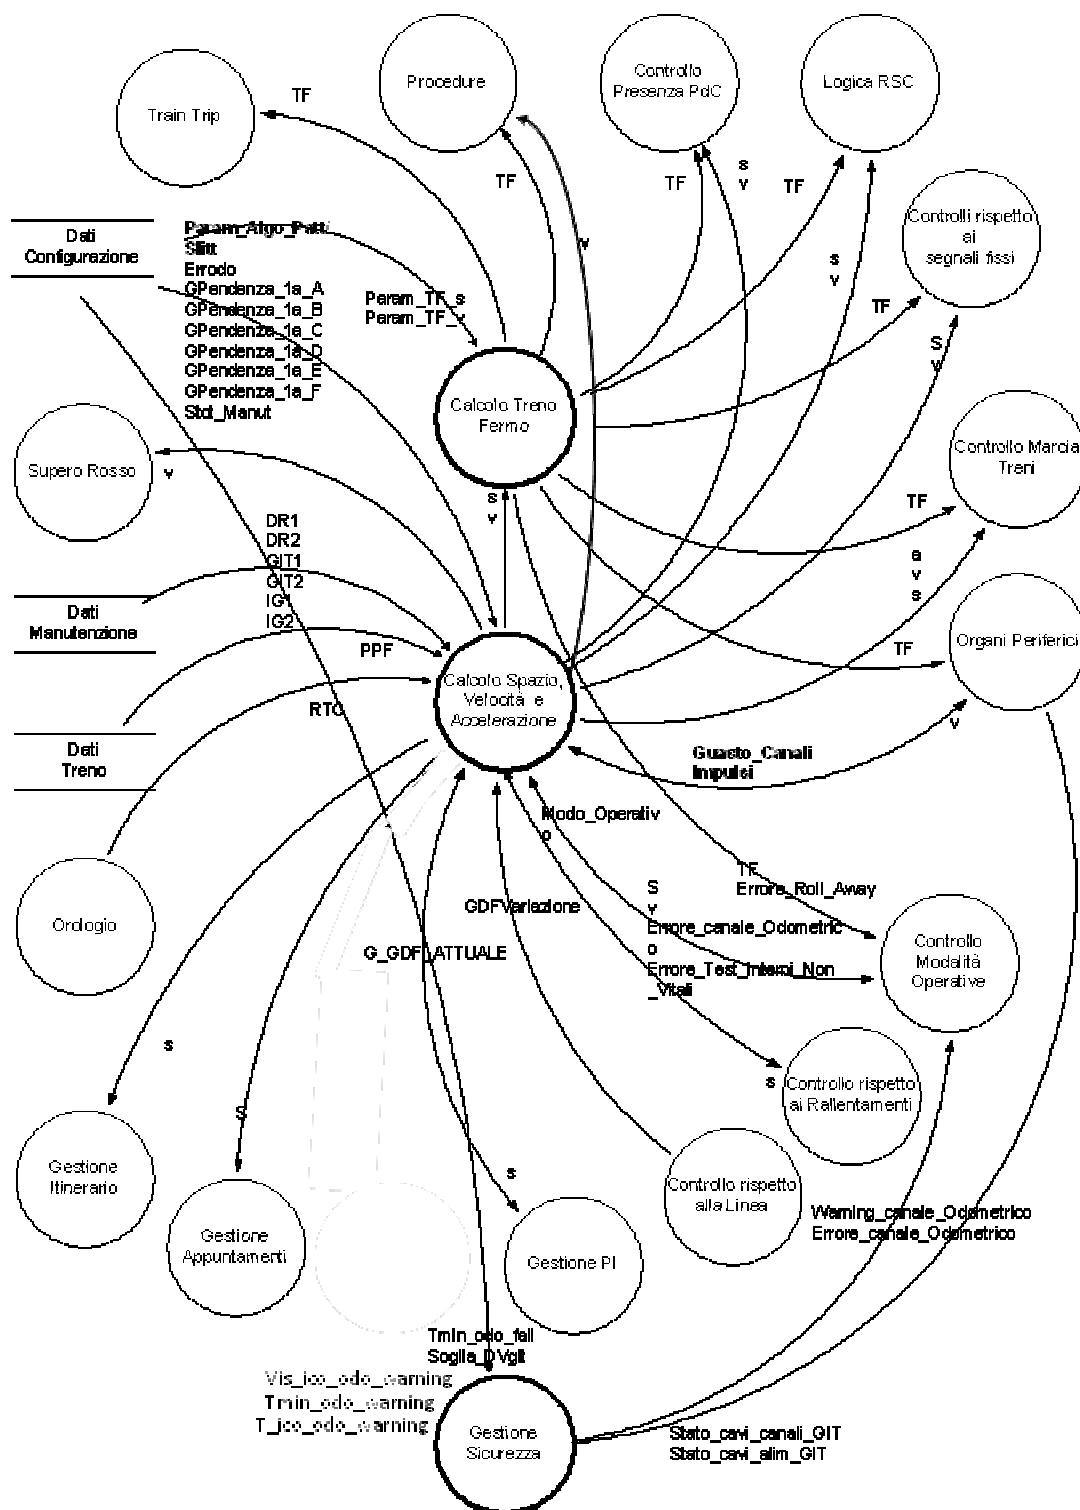 Train Trip
TF
Procedure
Controllo
Presenza PdC
Logica RSC
TF
TF
s
v
TF
Controlli rispetto
ai
segnali fissi
Dati
Configurazione
Slitt
Errodo
GPendenza_1a_A
GPendenza_1a_B
GPendenza_1a_C
GPendenza_1a_D
GPendenza_1a_E
GPendenza_1a_F
Stct_Manut
Param_TF_s
Param_TF_v
v
s
v
TF
S
v
Calcolo Treno
Fermo
Supero Rosso
v
Controllo Marcia
Treni
TF
s
v
DR1
DR2
GIT1
GIT2
IG1
IG2
a
v
s
Dati
Manutenzione
PPF
TF
Organi Periferici
Calcolo Spazio,
Velocità e
Accelerazione
RTC
v
Dati
Treno
Guasto_Canali
Impulsi
Modo_Operativ
o
TF
Errore_Roll_Away
S
v
Errore_canale_Odometric
o
Errore_Test_Interni_Non
_Vitali
GDFVariazione
G_GDF_ATTUALE
Orologio
Controllo
Modalità
Operative
s
s
Controllo rispetto
ai Rallentamenti
S
Gestione
Itinerario
s
Controllo rispetto
alla Linea
Warning_canale_Odometrico
Errore_canale_Odometrico
Gestione
Appuntamenti
Gestione PI
Tmin_odo_fail
Soglia_DVgit
Vis_ico_odo_warning
Tmin_odo_warning
T_ico_odo_warning
Gestione
Sicurezza
Stato_cavi_canali_GIT
Stato_cavi_alim_GIT